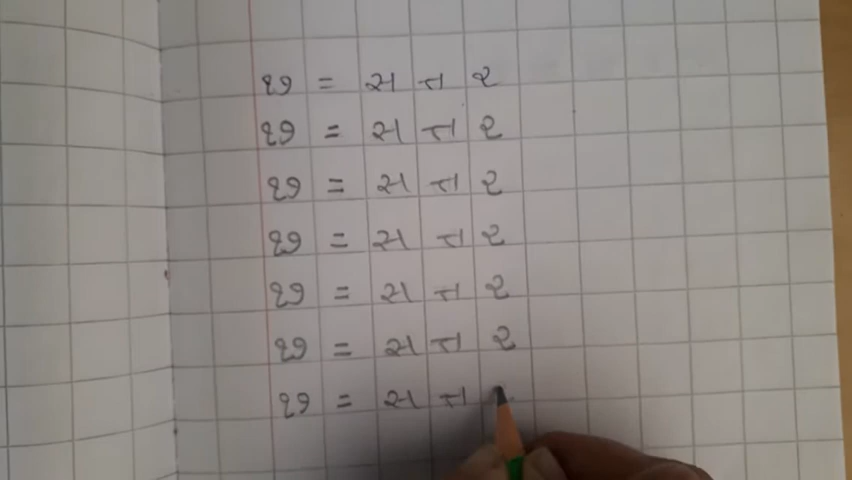 ૧૭ = સ ત્ત ર
૧૭ = સ ત્ત ર
૧૭ = સ ત્ત ર
૧૭ = સ ત્ત ર
૧૭ = સ ત્ત ર
૧૭ = સ ત્ત ર
૧૭ = સ ત્ત